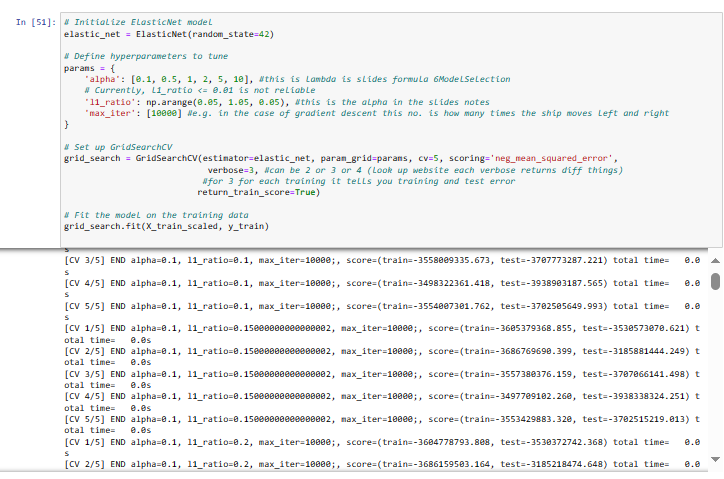 In [51]: # Initialize ElasticNet model
elastic_net = ElasticNet(random_state=42)
# Define hyperparameters to tune
params = {
'alpha': [0.1, 0.5, 1, 2, 5, 10], #this is lambda is slides formula 6ModelSelection
# Currently, l1_ratio <= 0.01 is not reliable
'l1_ratio': np.arange(0.05, 1.05, 0.05), #this is the alpha in the slides notes
'max_iter': [10000] #e.g. in the case of gradient descent this no. is how many times the ship moves left and right
}
# Set up GridSearchCV
grid_search = GridSearchCV(estimator=elastic_net, param_grid=params, cv=5, scoring='neg_mean_squared_error',
verbose=3, #can be 2 or 3 or 4 (look up website each verbose returns diff things)
#for 3 for each training it tells you training and test error
return_train_score=True)
# Fit the model on the training data
grid_search.fit(X_train_scaled, y_train)
s
[CV 3/5] END alpha=0.1, l1_ratio=0.1, max_iter=10000;, score=(train=-3558009335.673, test=-3707773287.221) total time=   0.0
s
[CV 4/5] END alpha=0.1, l1_ratio=0.1, max_iter=10000;, score=(train=-3498322361.418, test=-3938903187.565) total time=   0.0
s
[CV 5/5] END alpha=0.1, l1_ratio=0.1, max_iter=10000;, score=(train=-3554007301.762, test=-3702505649.993) total time=   0.0
s
[CV 1/5] END alpha=0.1, l1_ratio=0.15000000000000002, max_iter=10000;, score=(train=-3605379368.855, test=-3530573070.621) t
otal time=   0.0s
[CV 2/5] END alpha=0.1, l1_ratio=0.15000000000000002, max_iter=10000;, score=(train=-3686769690.399, test=-3185881444.249) t
otal time=   0.0s
[CV 3/5] END alpha=0.1, l1_ratio=0.15000000000000002, max_iter=10000;, score=(train=-3557380376.159, test=-3707066141.498) t
otal time=   0.0s
[CV 4/5] END alpha=0.1, l1_ratio=0.15000000000000002, max_iter=10000;, score=(train=-3497709102.260, test=-3938338324.251) t
otal time=   0.0s
[CV 5/5] END alpha=0.1, l1_ratio=0.15000000000000002, max_iter=10000;, score=(train=-3553429883.320, test=-3702515219.013) t
otal time=   0.0s
[CV 1/5] END alpha=0.1, l1_ratio=0.2, max_iter=10000;, score=(train=-3604778793.808, test=-3530372742.368) total time=   0.0
s
[CV 2/5] END alpha=0.1, l1_ratio=0.2, max_iter=10000;, score=(train=-3686159503.164, test=-3185218474.648) total time=   0.0